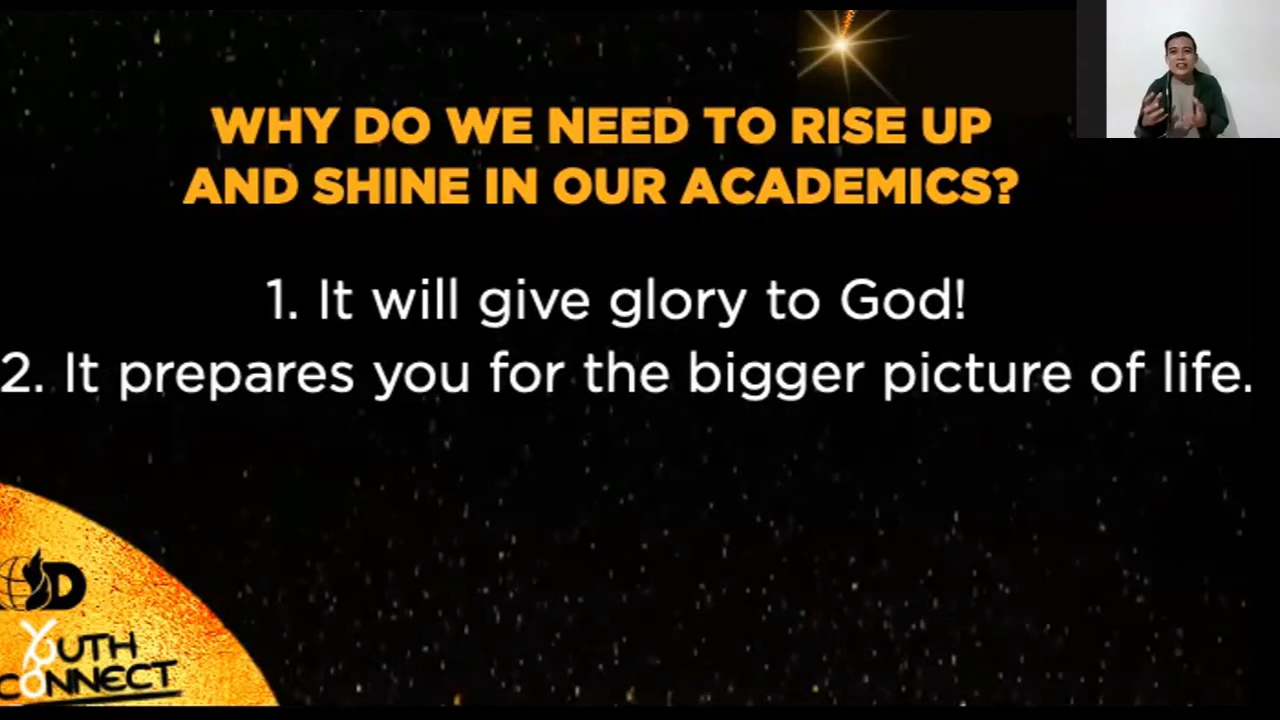 WHY DO WE NEED TO RISE UP
AND SHINE IN OUR ACADEMICS?
1. It will give glory to God!
2. It prepares you for the bigger picture of life.
D
YOUTH
CONNECT